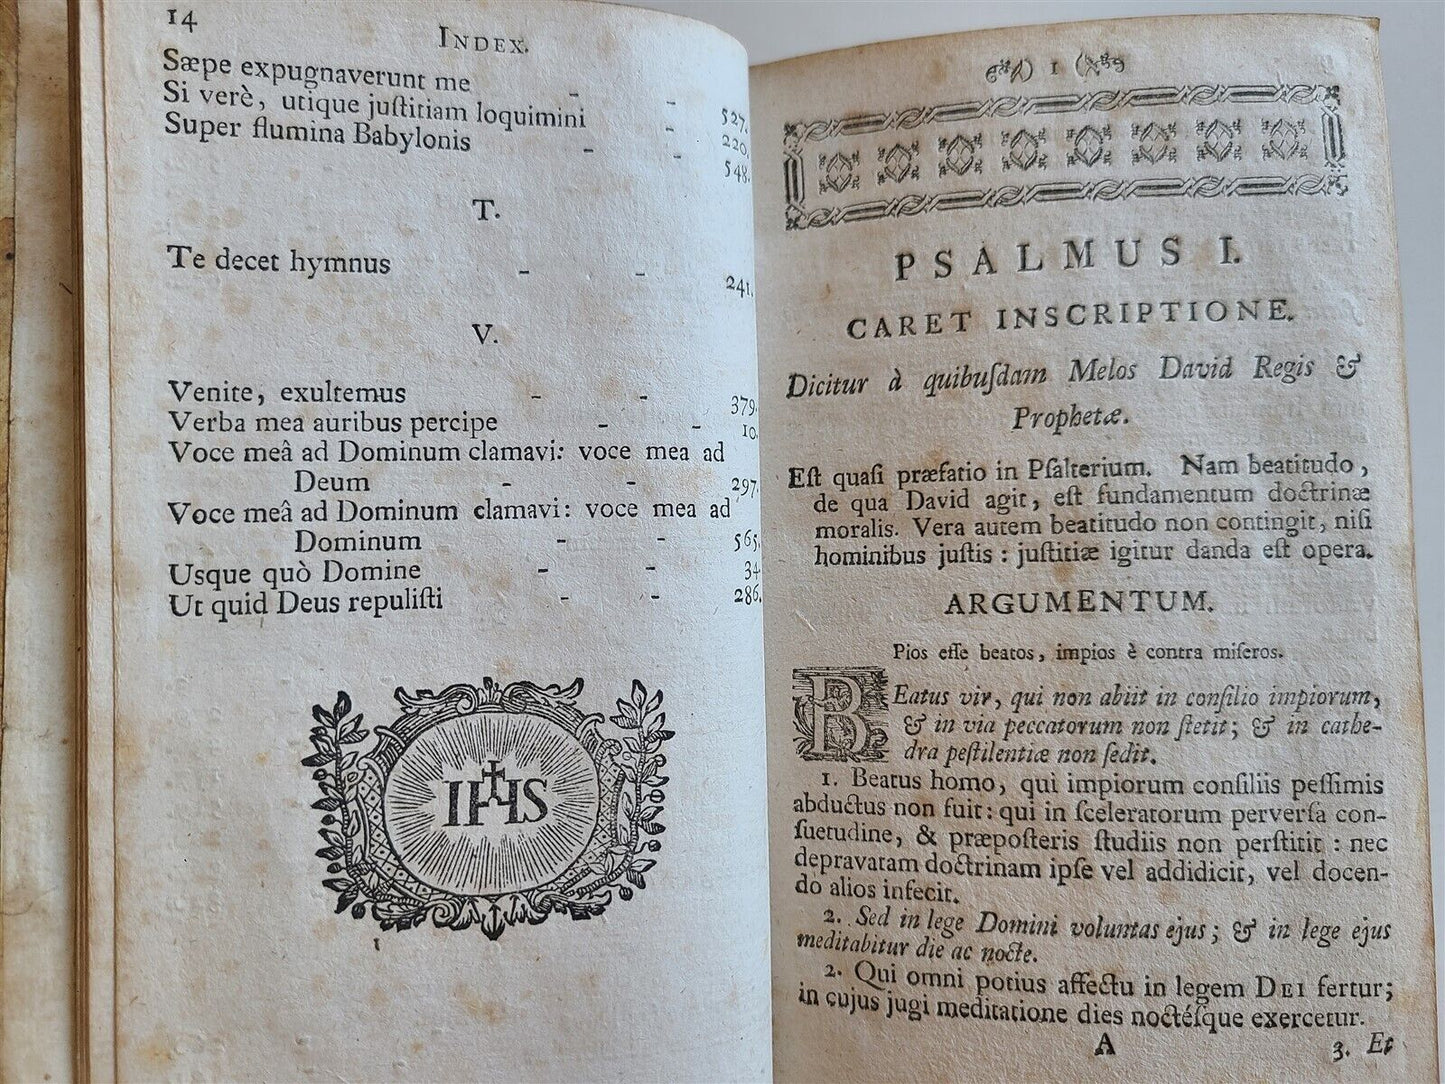 14
INDEX.
Sæpe expugnaverunt me - - 527.
Si verè, utique juſtitiam loquimini - 220.
Super flumina Babylonis - - 548.
T.
Te decet hymnus - - 241.
V.
Venite, exultemus - - 379.
Verba mea auribus percipe - - 10.
Voce meâ ad Dominum clamavi: voce mea ad
Deum - - 297.
Voce meâ ad Dominum clamavi: voce mea ad
Dominum - - 565.
Usque quò Domine - - 34
Ut quid Deus repuliſti - - 286.
IHS
1
PSALMUS I.
CARET INSCRIPTIONE.
Dicitur à quibuſdam Melos David Regis &
Prophetæ.
Eſt quaſi præfatio in Pſalterium. Nam beatitudo,
de qua David agit, eſt fundamentum doctrinæ
moralis. Vera autem beatitudo non contingit, niſi
hominibus juſtis: juſtitiæ igitur danda eſt opera.
ARGUMENTUM.
Pios eſſe beatos, impios è contra miſeros.
BEatus vir, qui non abiit in conſilio impiorum,
& in via peccatorum non ſtetit; & in cathe-
dra peſtilentiæ non ſedit.
1. Beatus homo, qui impiorum conſiliis peſſimis
abductus non fuit: qui in ſceleratorum perverſa con-
ſuetudine, & præpoſteris ſtudiis non perſtitit: nec
depravatam doctrinam ipſe vel addidicit, vel docen-
do alios infecit.
2. Sed in lege Domini voluntas ejus; & in lege ejus
meditabitur die ac nocte.
2. Qui omni potius affectu in legem DEI fertur;
in cujus jugi meditatione dies noctéſque exercetur.
A
3. Et